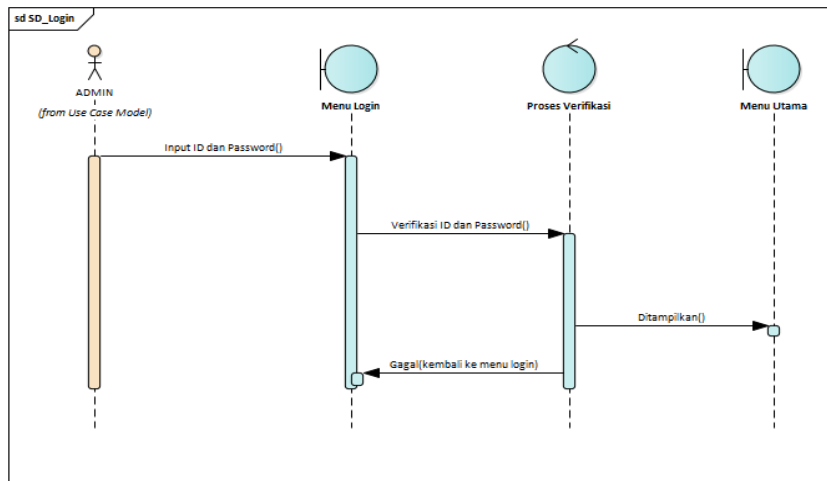 sd SD_Login
ADMIN
(from Use Case Model)
Menu Login
Proses Verifikasi
Menu Utama
Input ID dan Password()
Verifikasi ID dan Password()
Ditampilkan()
Gagal(kembali ke menu login)